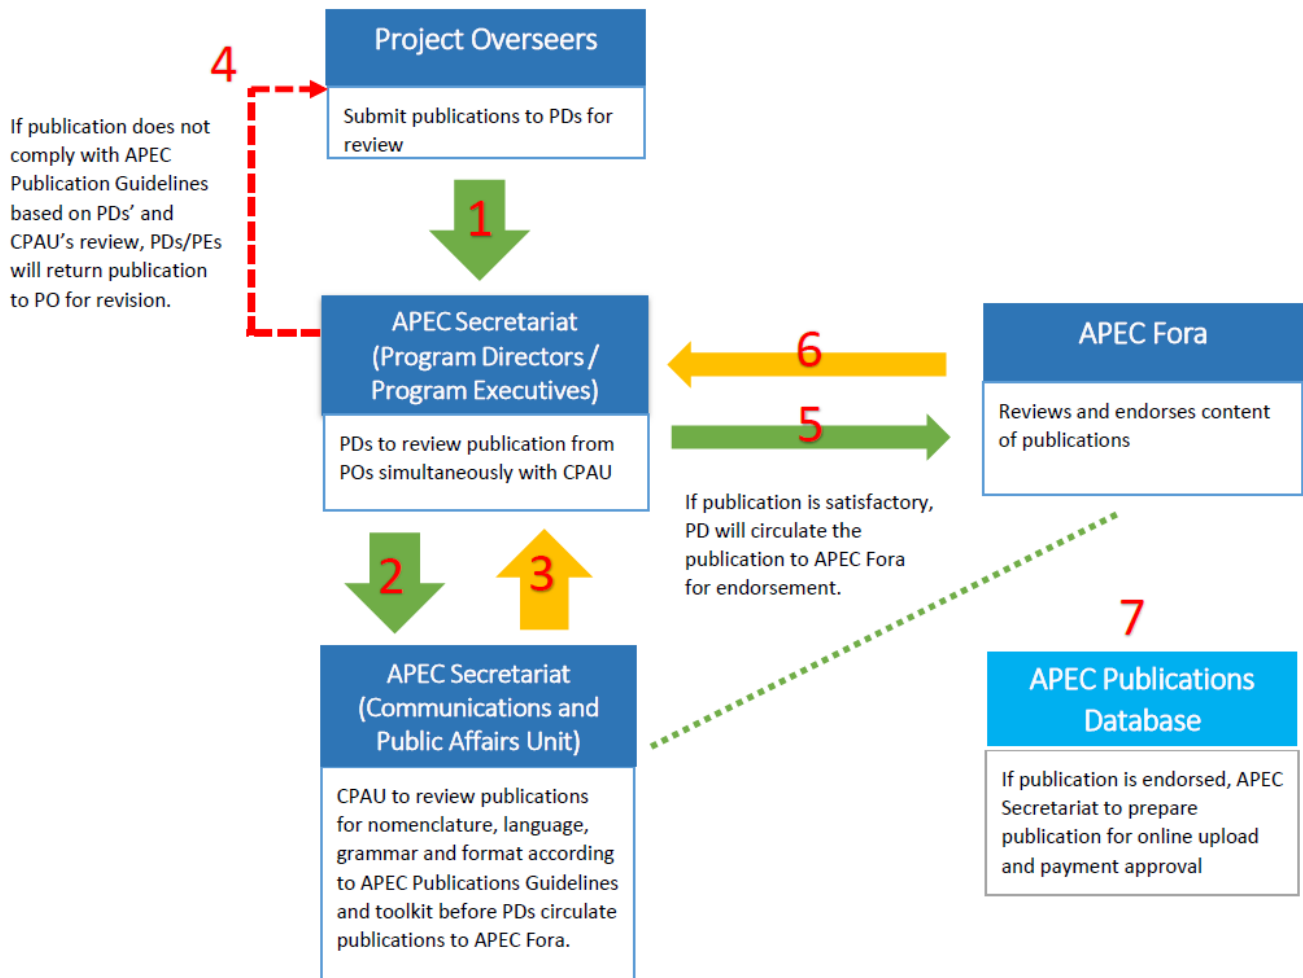 Project Overseers
Submit publications to PDs for
review
4
If publication does not
comply with APEC
Publication Guidelines
based on PDs’ and
CPAU’s review, PDs/PEs
will return publication
to PO for revision.
1
APEC Secretariat
(Program Directors /
Program Executives)
PDs to review publication from
POs simultaneously with CPAU
6
5
APEC Fora
Reviews and endorses content
of publications
If publication is satisfactory,
PD will circulate the
publication to APEC Fora
for endorsement.
2
3
APEC Secretariat
(Communications and
Public Affairs Unit)
CPAU to review publications
for nomenclature, language,
grammar and format according
to APEC Publications Guidelines
and toolkit before PDs circulate
publications to APEC Fora.
7
APEC Publications
Database
If publication is endorsed, APEC
Secretariat to prepare
publication for online upload
and payment approval